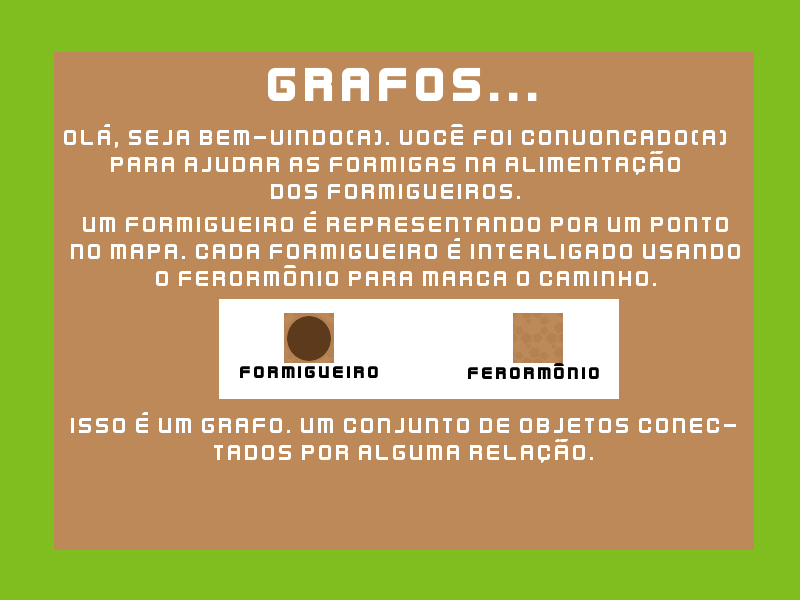 GRAFOS...
OLÁ, SEJA BEM-VINDO(A). VOCÊ FOI CONVONCADO(A)
PARA AJUDAR AS FORMIGAS NA ALIMENTAÇÃO
DOS FORMIGUEIROS.
UM FORMIGUEIRO É REPRESENTANDO POR UM PONTO
NO MAPA. CADA FORMIGUEIRO É INTERLIGADO USANDO
O FERORMÔNIO PARA MARCA O CAMINHO.
FORMIGUEIRO
FERORMÔNIO
ISSO É UM GRAFO. UM CONJUNTO DE OBJETOS CONEC-
TADOS POR ALGUMA RELAÇÃO.